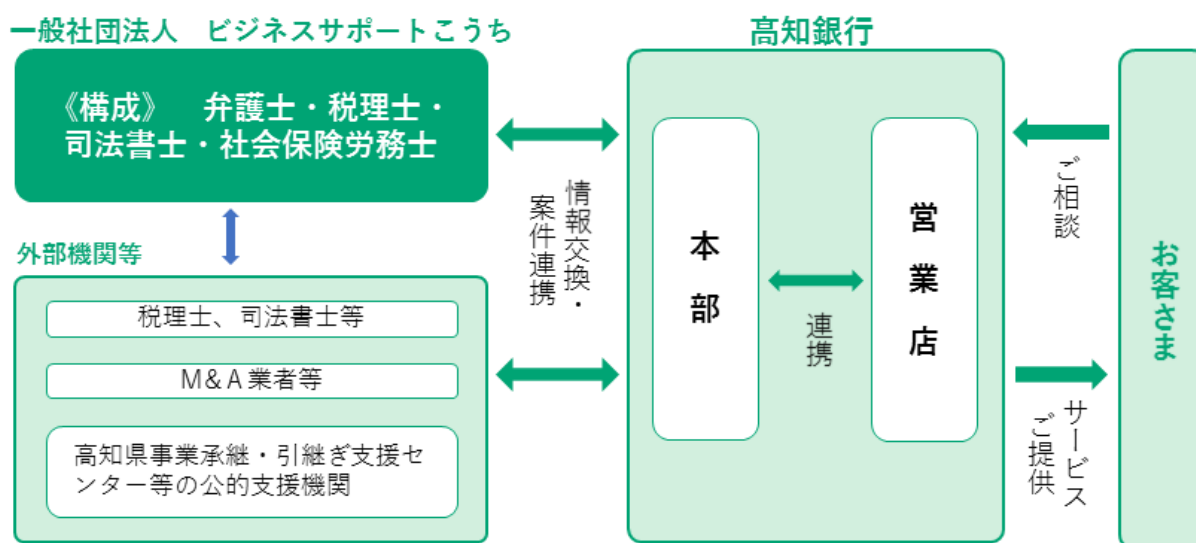 一般社団法人　ビジネスサポートこうち
《構成》　弁護士・税理士・
司法書士・社会保険労務士
外部機関等
税理士、司法書士等
M&A業者等
高知県事業承継・引継ぎ支援セ
ンター等の公的支援機関
情報交換・
案件連携
高知銀行
本部
連携
営業店
ご相談
サービス
ご提供
お客さま